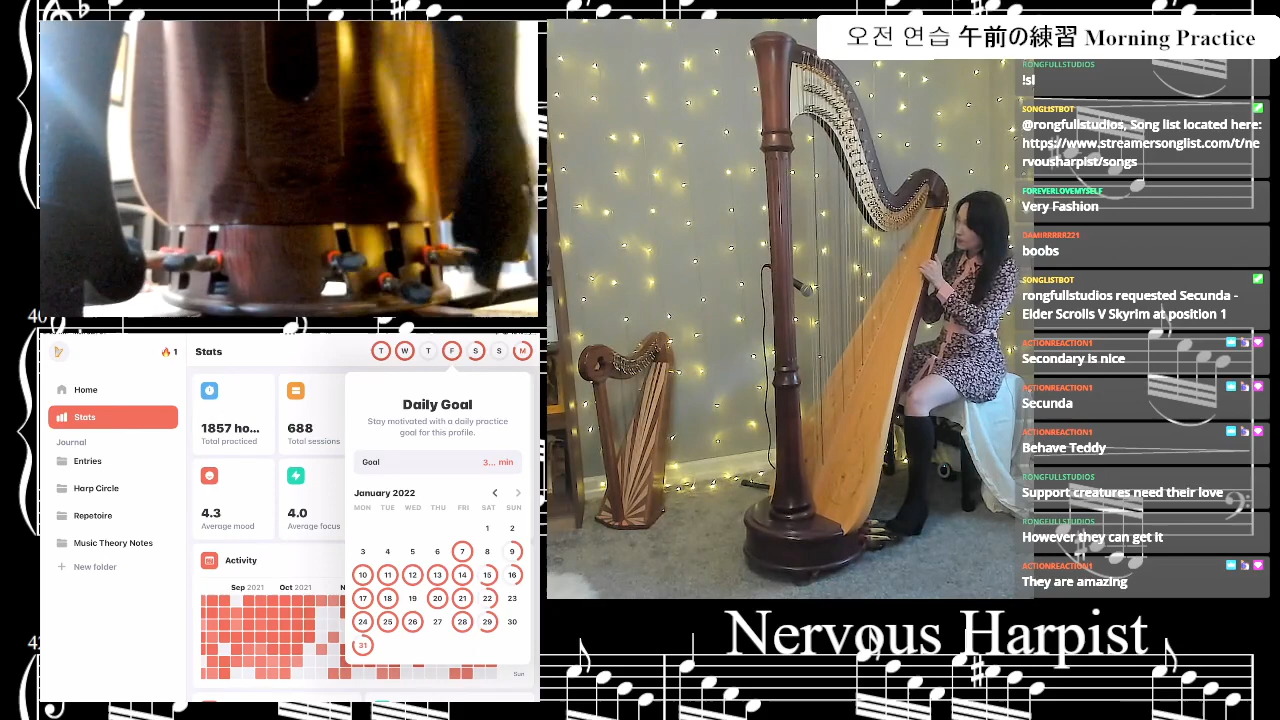 오전 연습 午前の練習 Morning Practice
RONGFULLSTUDIOS
!sl
SONGLISTBOT
@rongfullstudios, Song list located here:
https://www.streamersonglist.com/t/ne
rvousharpist/songs
FOREVERLOVEMYSELF
Very Fashion
DAMIRRRRR221
boobs
SONGLISTBOT
rongfullstudios requested Secunda -
Elder Scrolls V Skyrim at position 1
ACTIONREACTION1
Secondary is nice
ACTIONREACTION1
Secunda
ACTIONREACTION1
Behave Teddy
RONGFULLSTUDIOS
Support creatures need their love
RONGFULLSTUDIOS
However they can get it
ACTIONREACTION1
They are amazing
40
1
Stats
T W T F S S M
Home
Stats
Journal
Entries
Harp Circle
Repetoire
Music Theory Notes
New folder
1857 ho...
Total practiced
688
Total sessions
4.3
Average mood
4.0
Average focus
Activity
Sep 2021 Oct 2021 N
Sun
Daily Goal
Stay motivated with a daily practice
goal for this profile.
Goal 3... min
January 2022
MON TUE WED THU FRI SAT SUN
1 2
3 4 5 6 7 8 9
10 11 12 13 14 15 16
17 18 19 20 21 22 23
24 25 26 27 28 29 30
31
Nervous Harpist